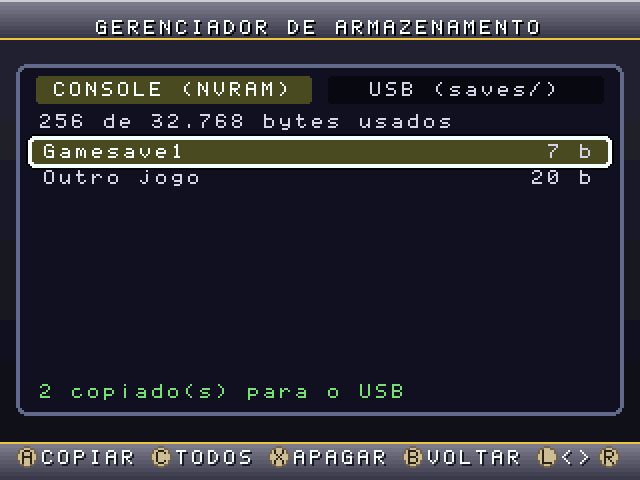 GERENCIADOR DE ARMAZENAMENTO
CONSOLE (NVRAM) USB (saves/)
256 de 32.768 bytes usados
Gamesave1 7 b
Outro jogo 20 b
2 copiado(s) para o USB
A COPIAR C TODOS X APAGAR B VOLTAR L <> R